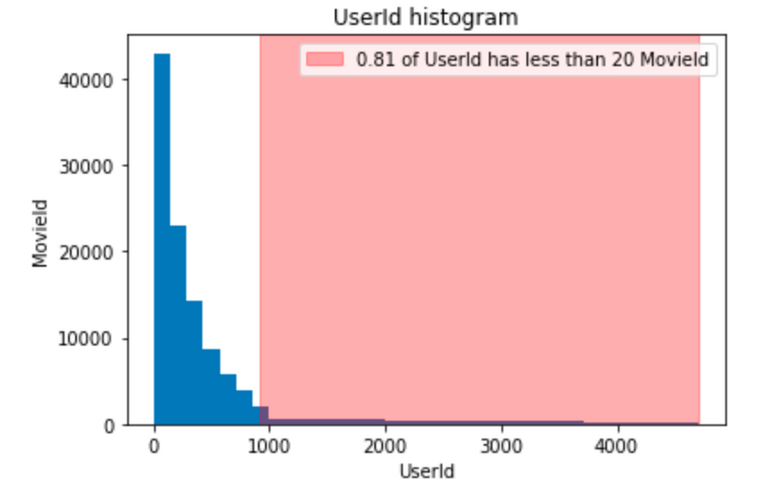 UserId histogram
0.81 of UserId has less than 20 MovieId
40000
30000
20000
10000
0
MovieId
0 1000 2000 3000 4000
UserId